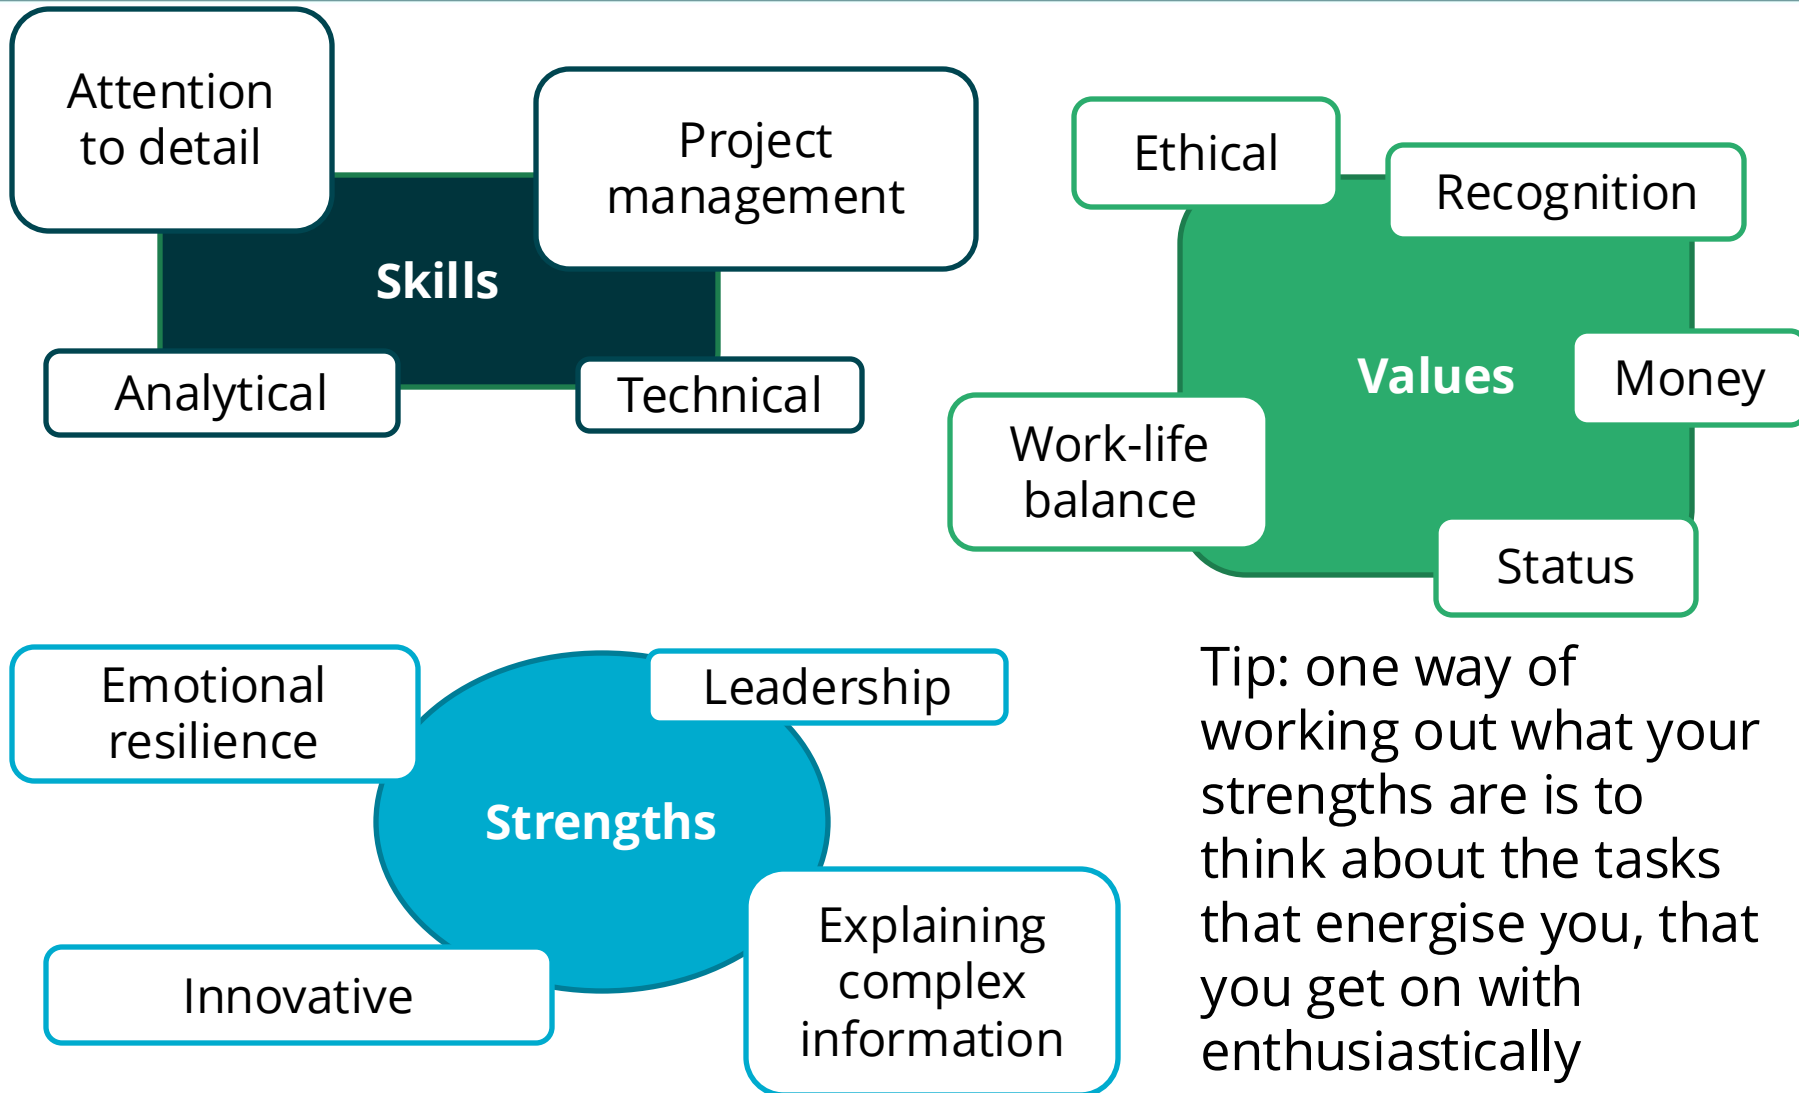 Attention
to detail
Project
management
Skills
Analytical
Technical
Ethical
Recognition
Values
Money
Work-life
balance
Status
Emotional
resilience
Leadership
Strengths
Innovative
Explaining
complex
information
Tip: one way of
working out what your
strengths are is to
think about the tasks
that energise you, that
you get on with
enthusiastically